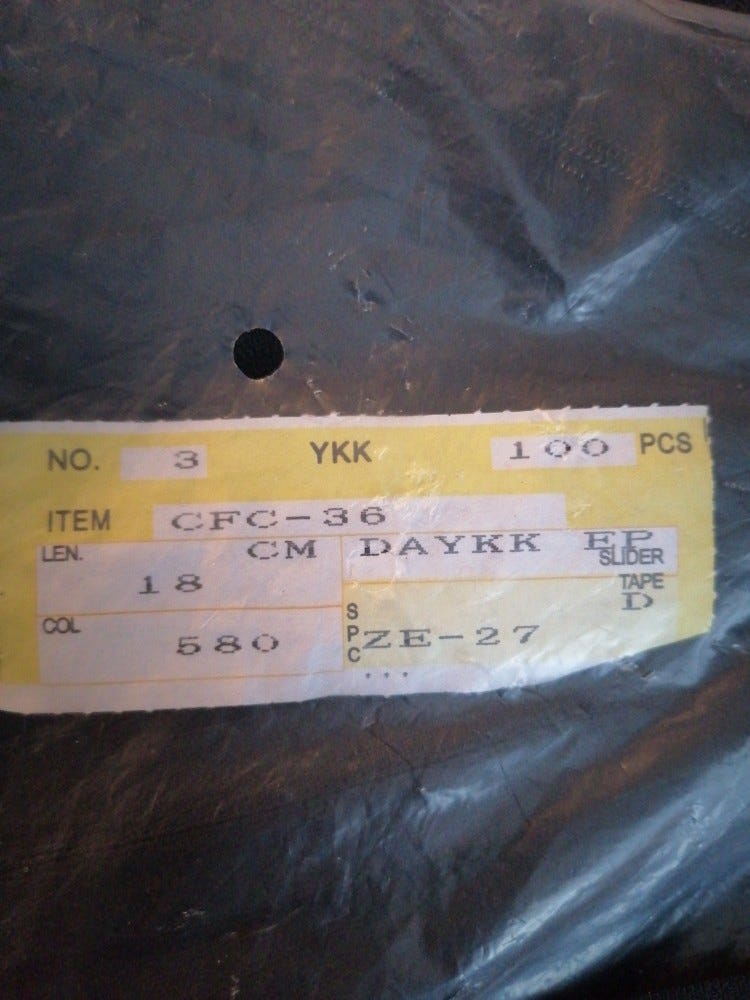 NO. 3 YKK 100 PCS
ITEM CFC-36
LEN. 18 CM
DAYKK EP SLIDER
TAPE D
COL 580
SPC ZE-27
...